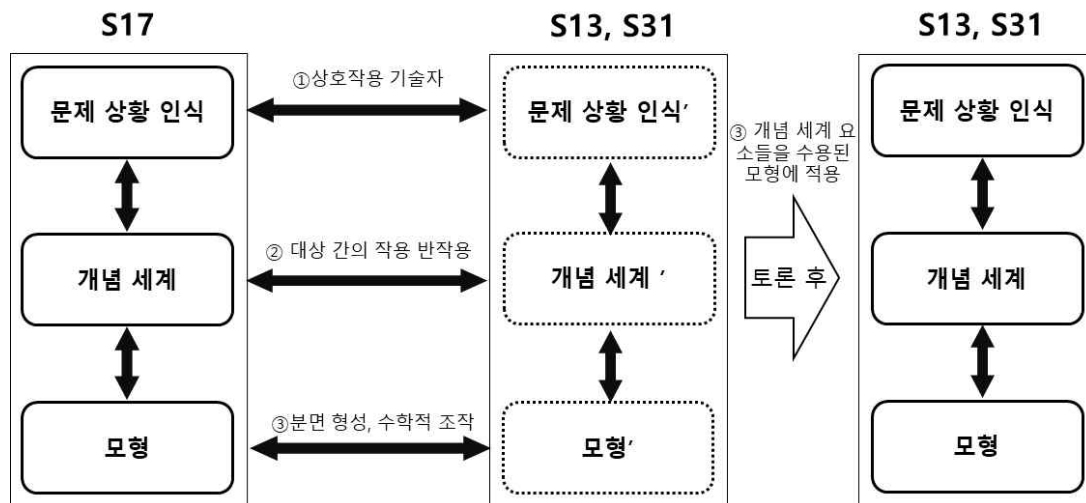 S17
S13, S31
S13, S31
문제 상황 인식
①상호작용 기술자
문제 상황 인식′
③ 개념 세계 요
소들을 수용된
모형에 적용
문제 상황 인식
개념 세계
② 대상 간의 작용 반작용
개념 세계 ′
토론 후
개념 세계
모형
③분면 형성, 수학적 조작
모형′
모형